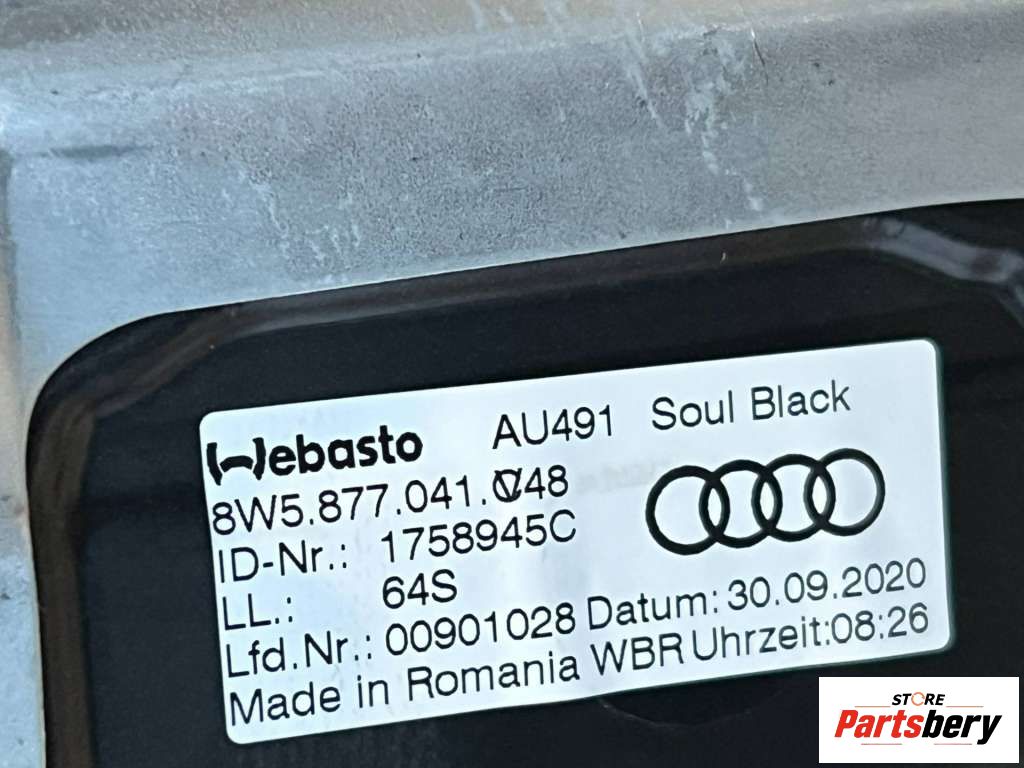 Webasto AU491 Soul Black
8W5.877.041. V48
ID-Nr.: 1758945C
LL.: 64S
Lfd.Nr.: 00901028 Datum: 30.09.2020
Made in Romania WBR Uhrzeit:08:26
STORE
Partsbery